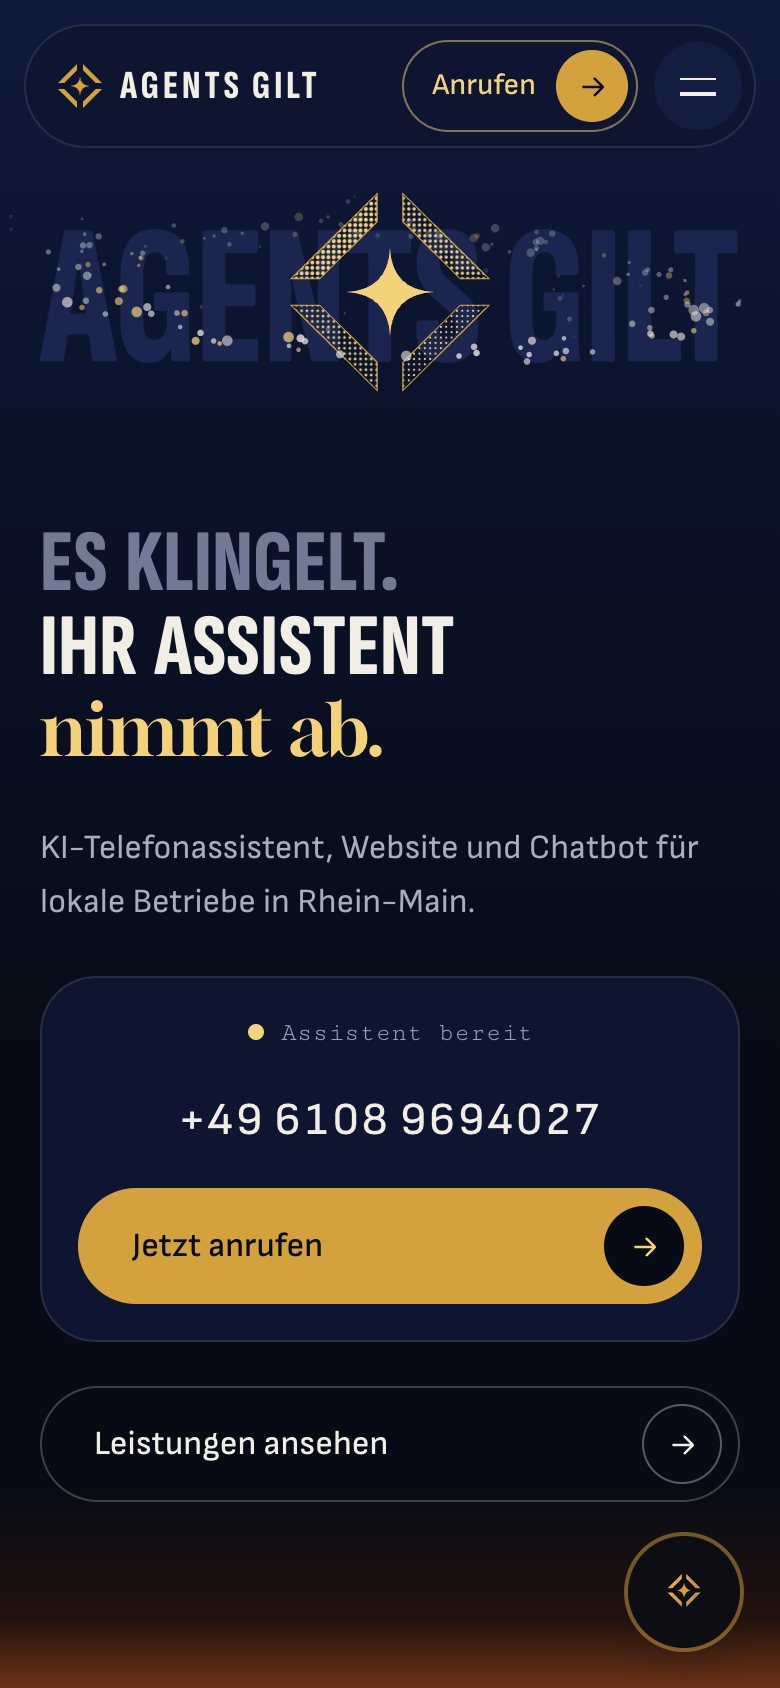 AGENTS GILT
Anrufen
AGENTS GILT
ES KLINGELT.
IHR ASSISTENT
nimmt ab.
KI-Telefonassistent, Website und Chatbot für
lokale Betriebe in Rhein-Main.
Assistent bereit
+49 6108 9694027
Jetzt anrufen
Leistungen ansehen